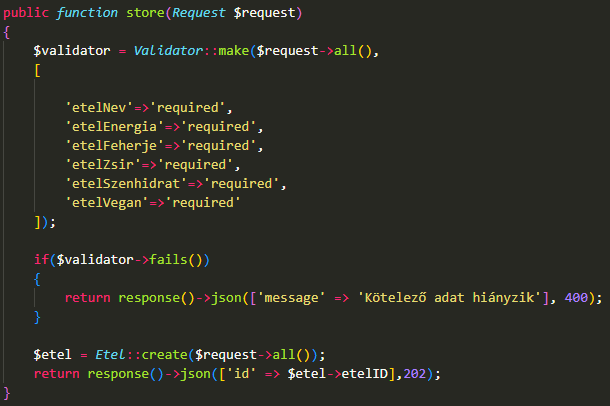 public function store(Request $request)
{
    $validator = Validator::make($request->all(),
    [

        'etelNev'=>'required',
        'etelEnergia'=>'required',
        'etelFeherje'=>'required',
        'etelZsir'=>'required',
        'etelSzenhidrat'=>'required',
        'etelVegan'=>'required'
    ]);

    if($validator->fails())
    {
        return response()->json(['message' => 'Kötelező adat hiányzik'], 400);
    }

    $etel = Etel::create($request->all());
    return response()->json(['id' => $etel->etelID],202);
}